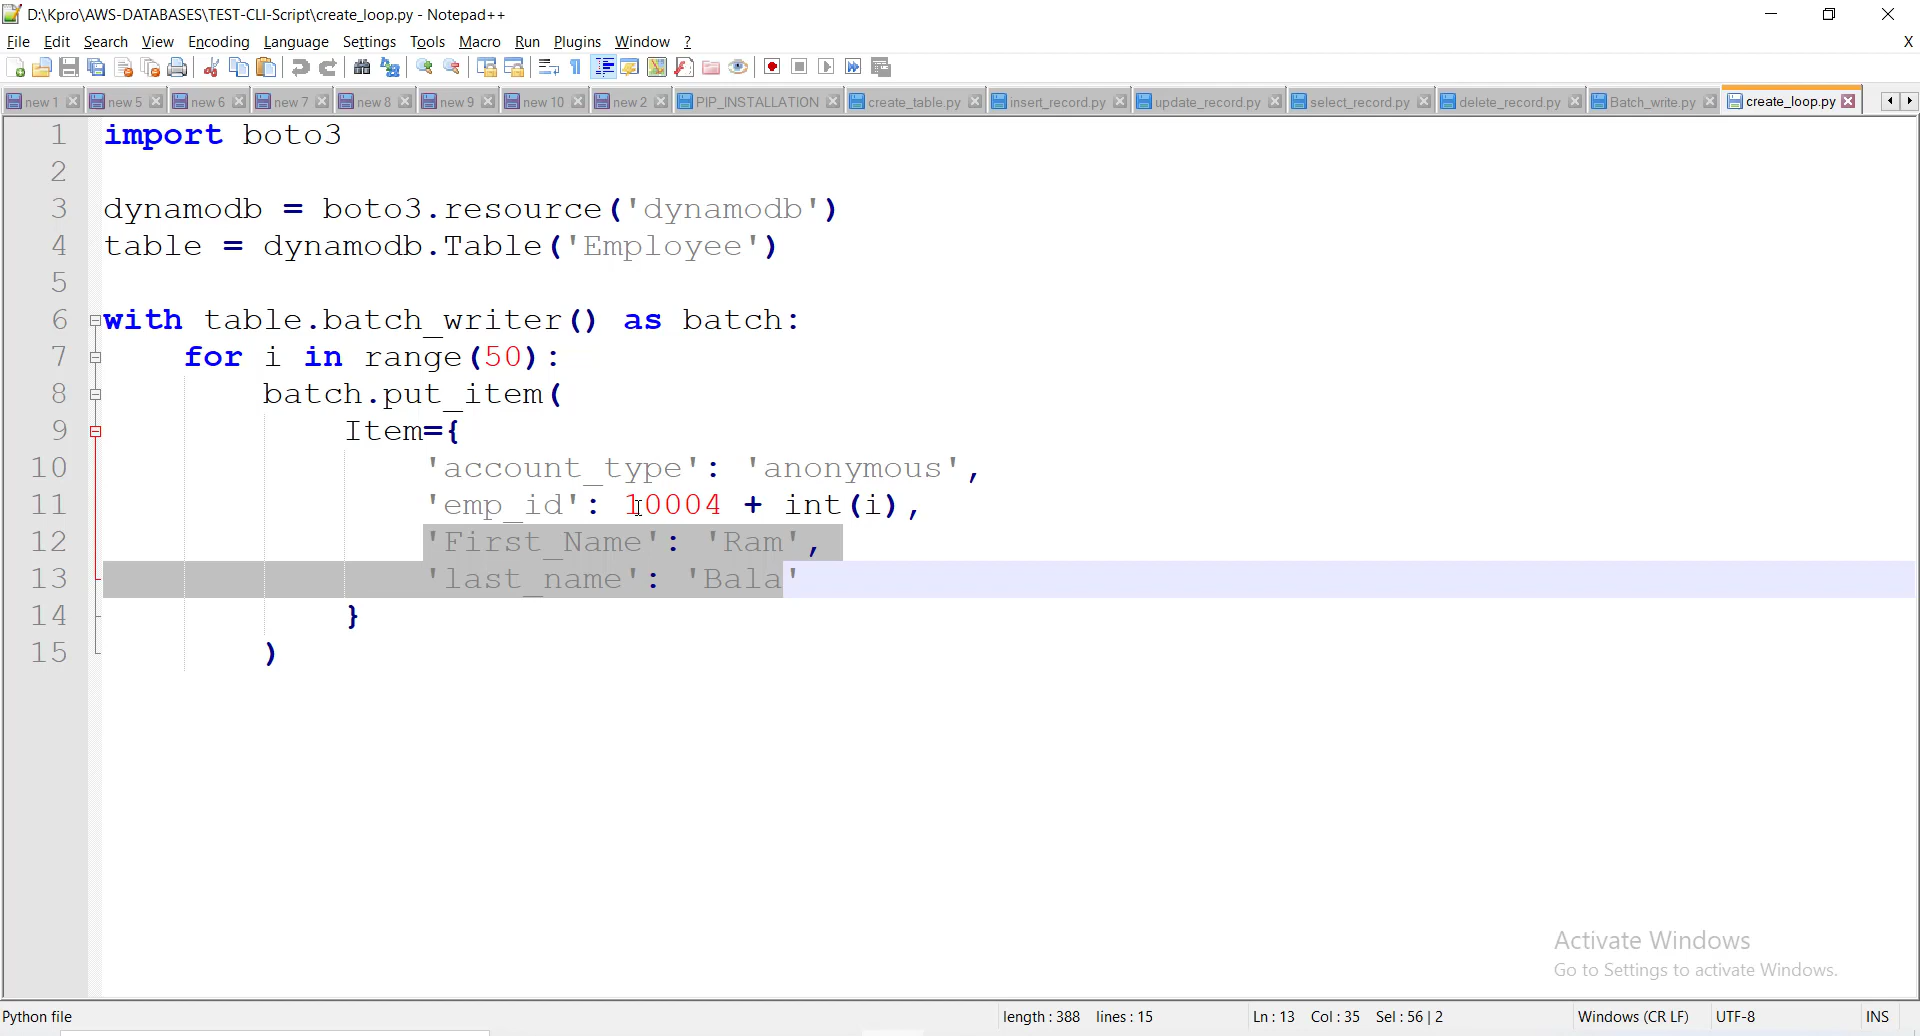 D:\Kpro\AWS-DATABASES\TEST-CLI-Script\create_loop.py - Notepad++
File Edit Search View Encoding Language Settings Tools Macro Run Plugins Window ? X
new 1 new 5 new 6 new 7 new 8 new 9 new 10 new 2 PIP_INSTALLATION create_table.py insert_record.py update_record.py select_record.py delete_record.py Batch_write.py create_loop.py
1 import boto3
2
3 dynamodb = boto3.resource('dynamodb')
4 table = dynamodb.Table('Employee')
5
6 with table.batch_writer() as batch:
7 for i in range(50):
8 batch.put_item(
9 Item={
10 'account_type': 'anonymous',
11 'emp_id': 10004 + int(i),
12 'First_Name': 'Ram',
13 'last_name': 'Bala'
14 }
15 )
Activate Windows
Go to Settings to activate Windows.
Python file length : 388 lines : 15 Ln : 13 Col : 35 Sel : 56 | 2 Windows (CR LF) UTF-8 INS